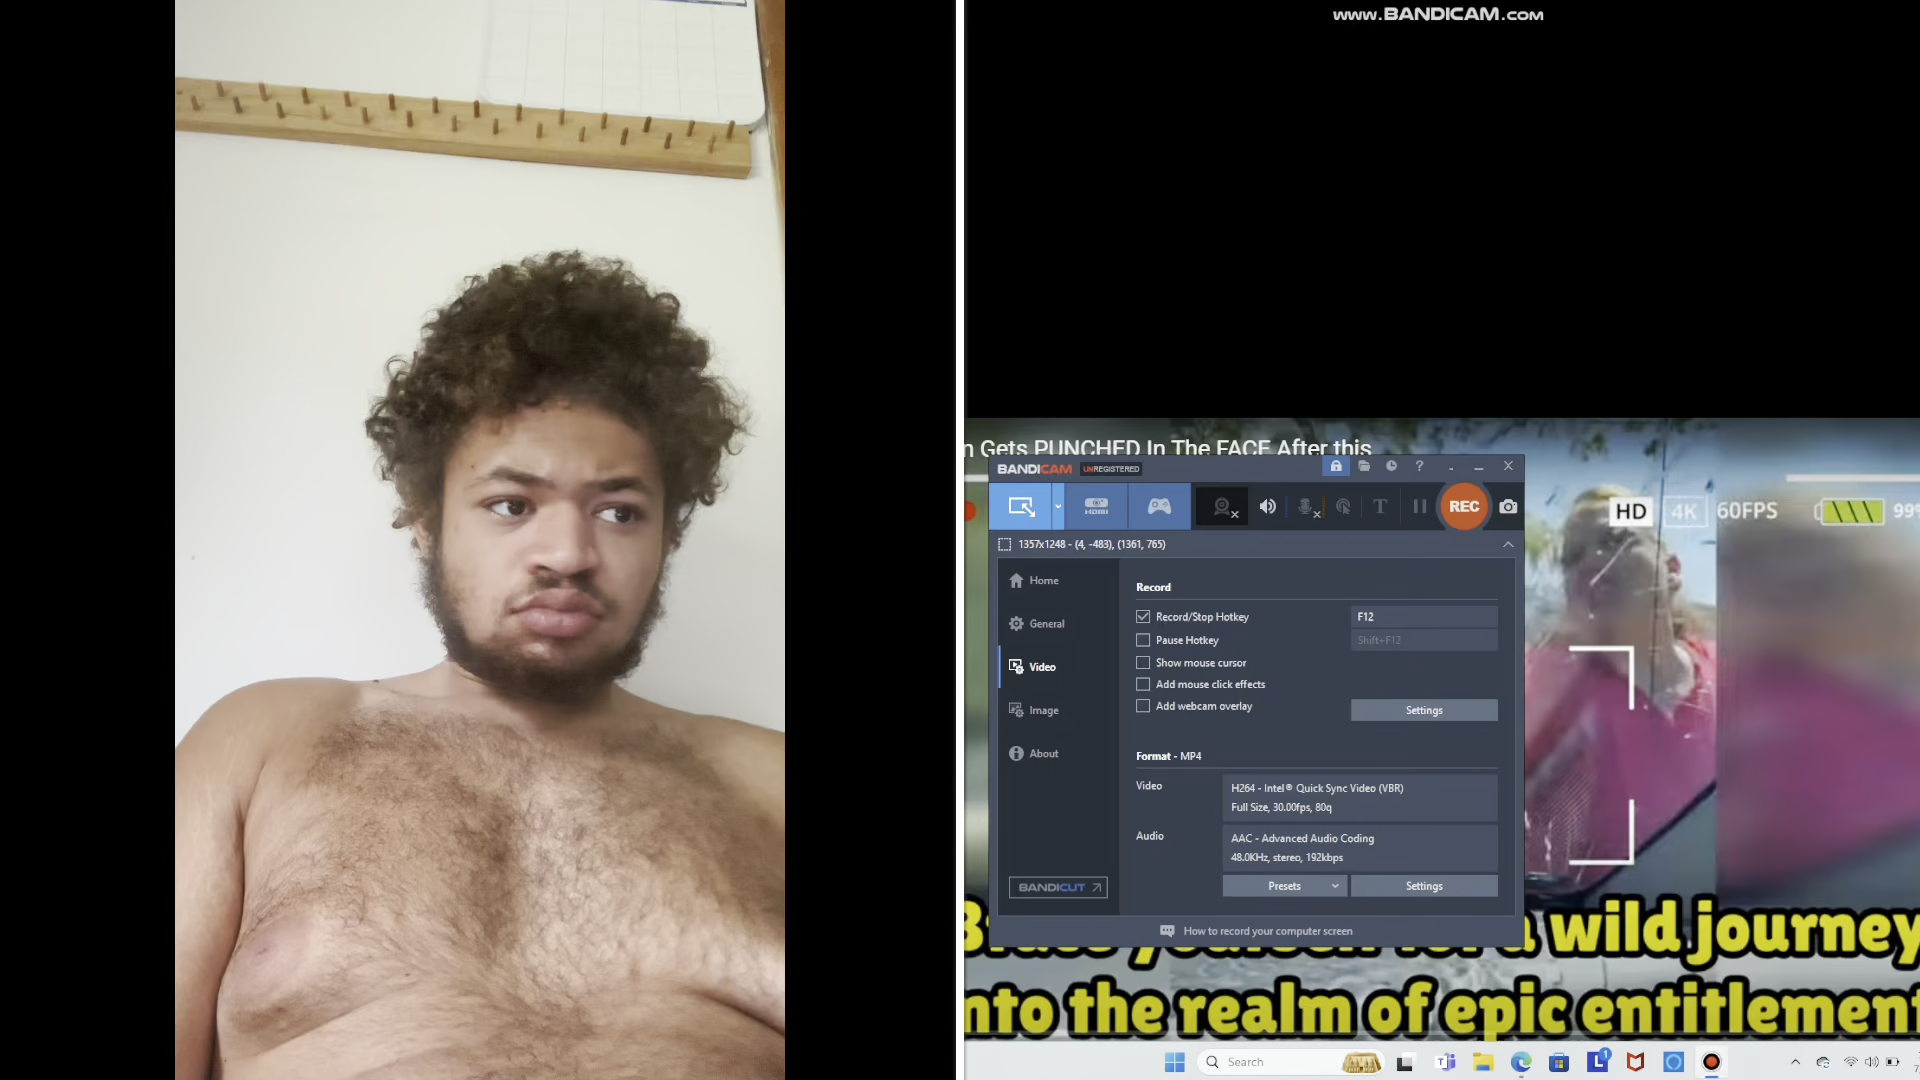 www.BANDICAM.com
n Gets PUNCHED In The FACE After this
BANDICAM UNREGISTERED
REC
HD 4K 60FPS 99%
1357x1248 - (4, -483), (1361, 765)
Home
General
Video
Image
About
BANDICUT
Record
Record/Stop Hotkey F12
Pause Hotkey Shift+F12
Show mouse cursor
Add mouse click effects
Add webcam overlay
Settings
Format - MP4
Video
H264 - Intel® Quick Sync Video (VBR)
Full Size, 30.00fps, 80q
Audio
AAC - Advanced Audio Coding
48.0KHz, stereo, 192kbps
Presets Settings
How to record your computer screen
a wild journey
nto the realm of epic entitlement
Search